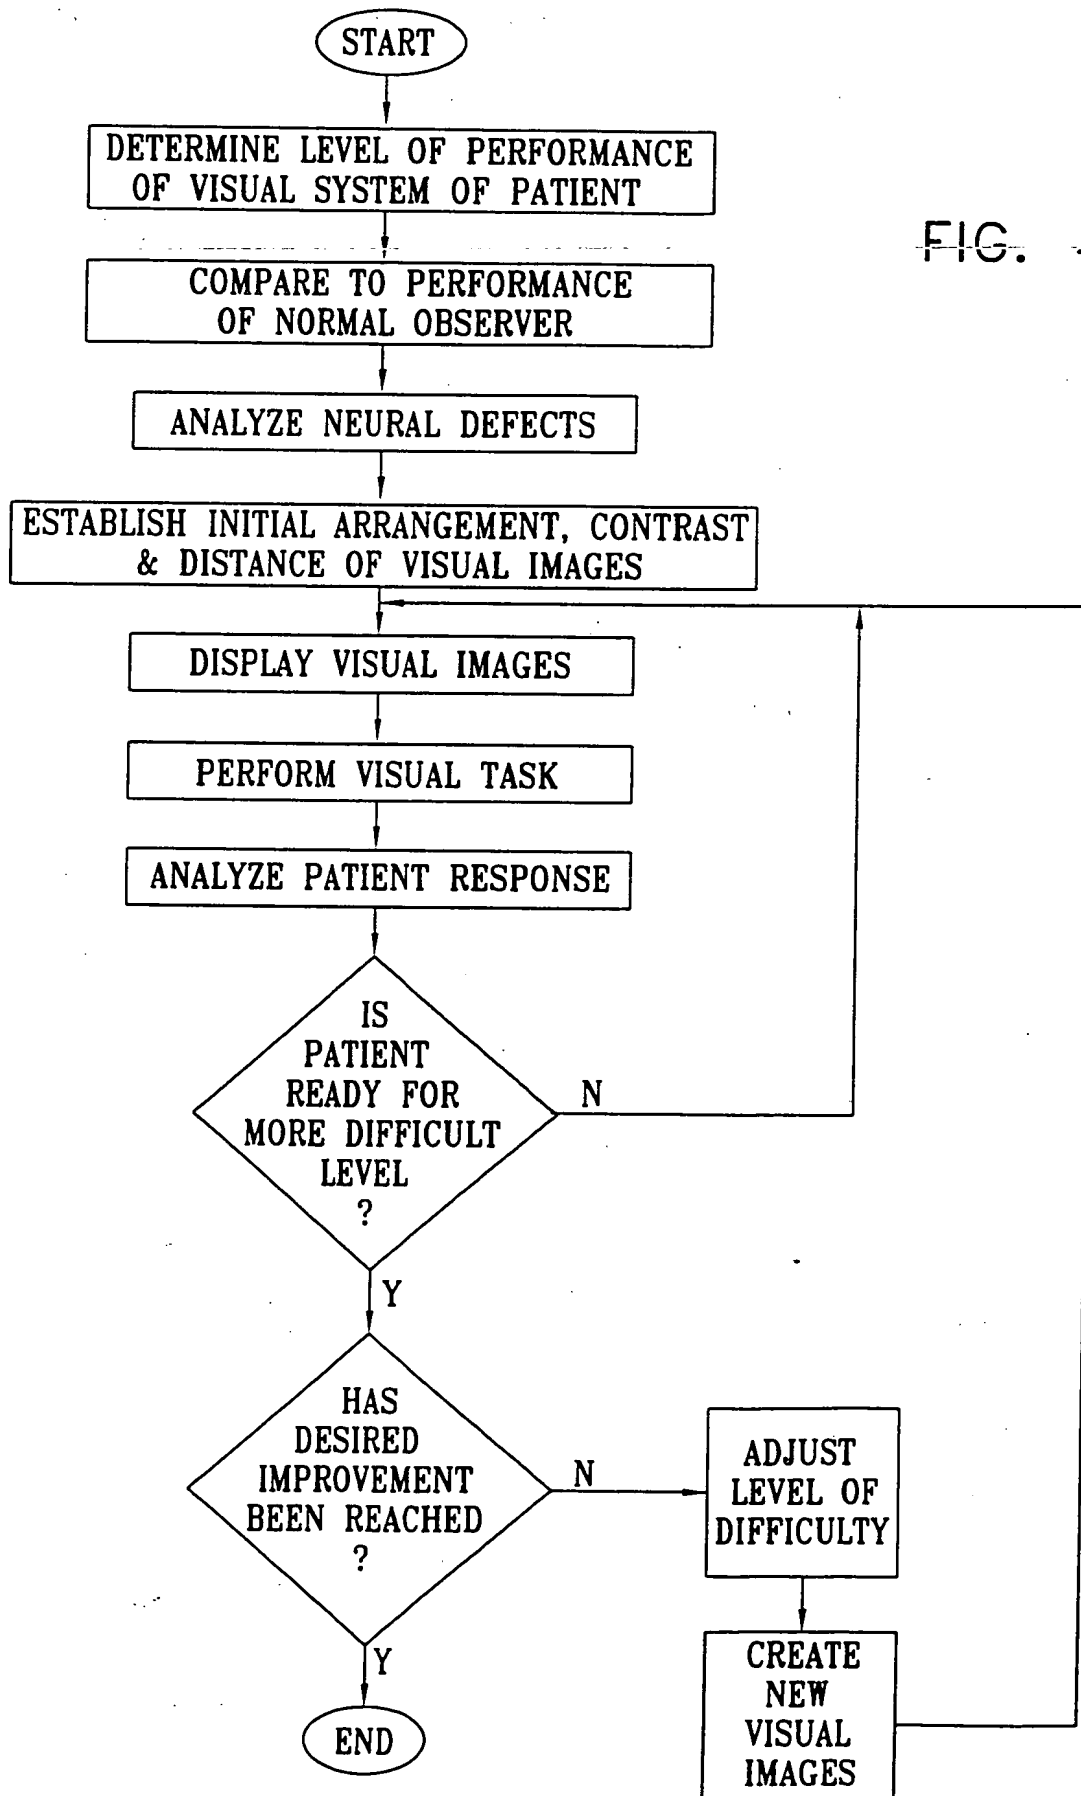 START
DETERMINE LEVEL OF PERFORMANCE
OF VISUAL SYSTEM OF PATIENT
FIG.
COMPARE TO PERFORMANCE
OF NORMAL OBSERVER
ANALYZE NEURAL DEFECTS
ESTABLISH INITIAL ARRANGEMENT, CONTRAST
& DISTANCE OF VISUAL IMAGES
DISPLAY VISUAL IMAGES
PERFORM VISUAL TASK
ANALYZE PATIENT RESPONSE
IS
PATIENT
READY FOR
MORE DIFFICULT
LEVEL
?
N
Y
HAS
DESIRED
IMPROVEMENT
BEEN REACHED
?
N
ADJUST
LEVEL OF
DIFFICULTY
Y
END
CREATE
NEW
VISUAL
IMAGES